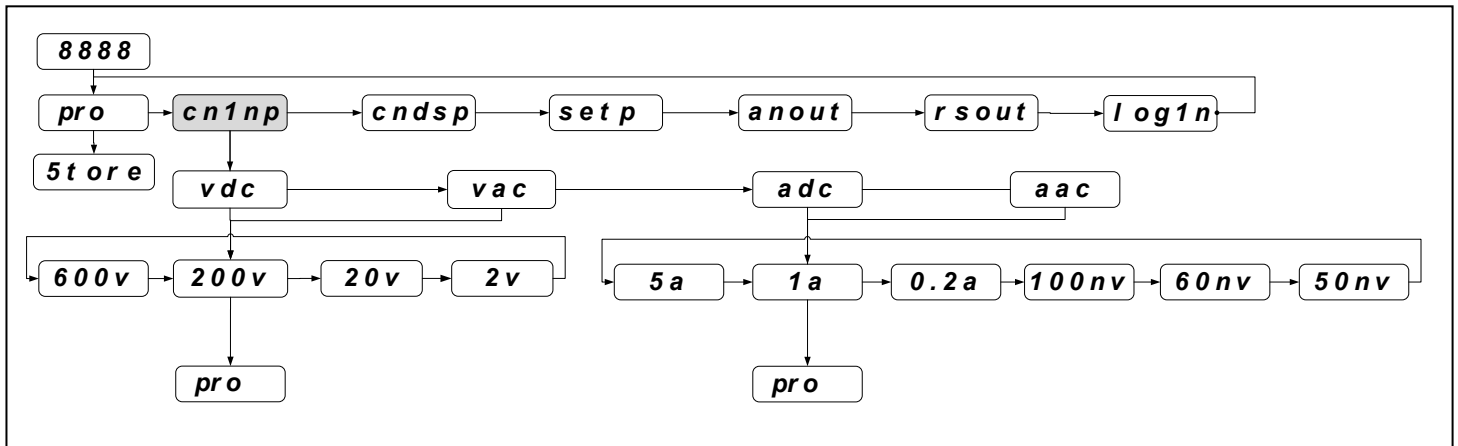 8888
pro cn1np cndsp setp anout rsout log1n
5tore
vdc vac adc aac
600v 200v 20v 2v 5a 1a 0.2a 100nv 60nv 50nv
pro pro